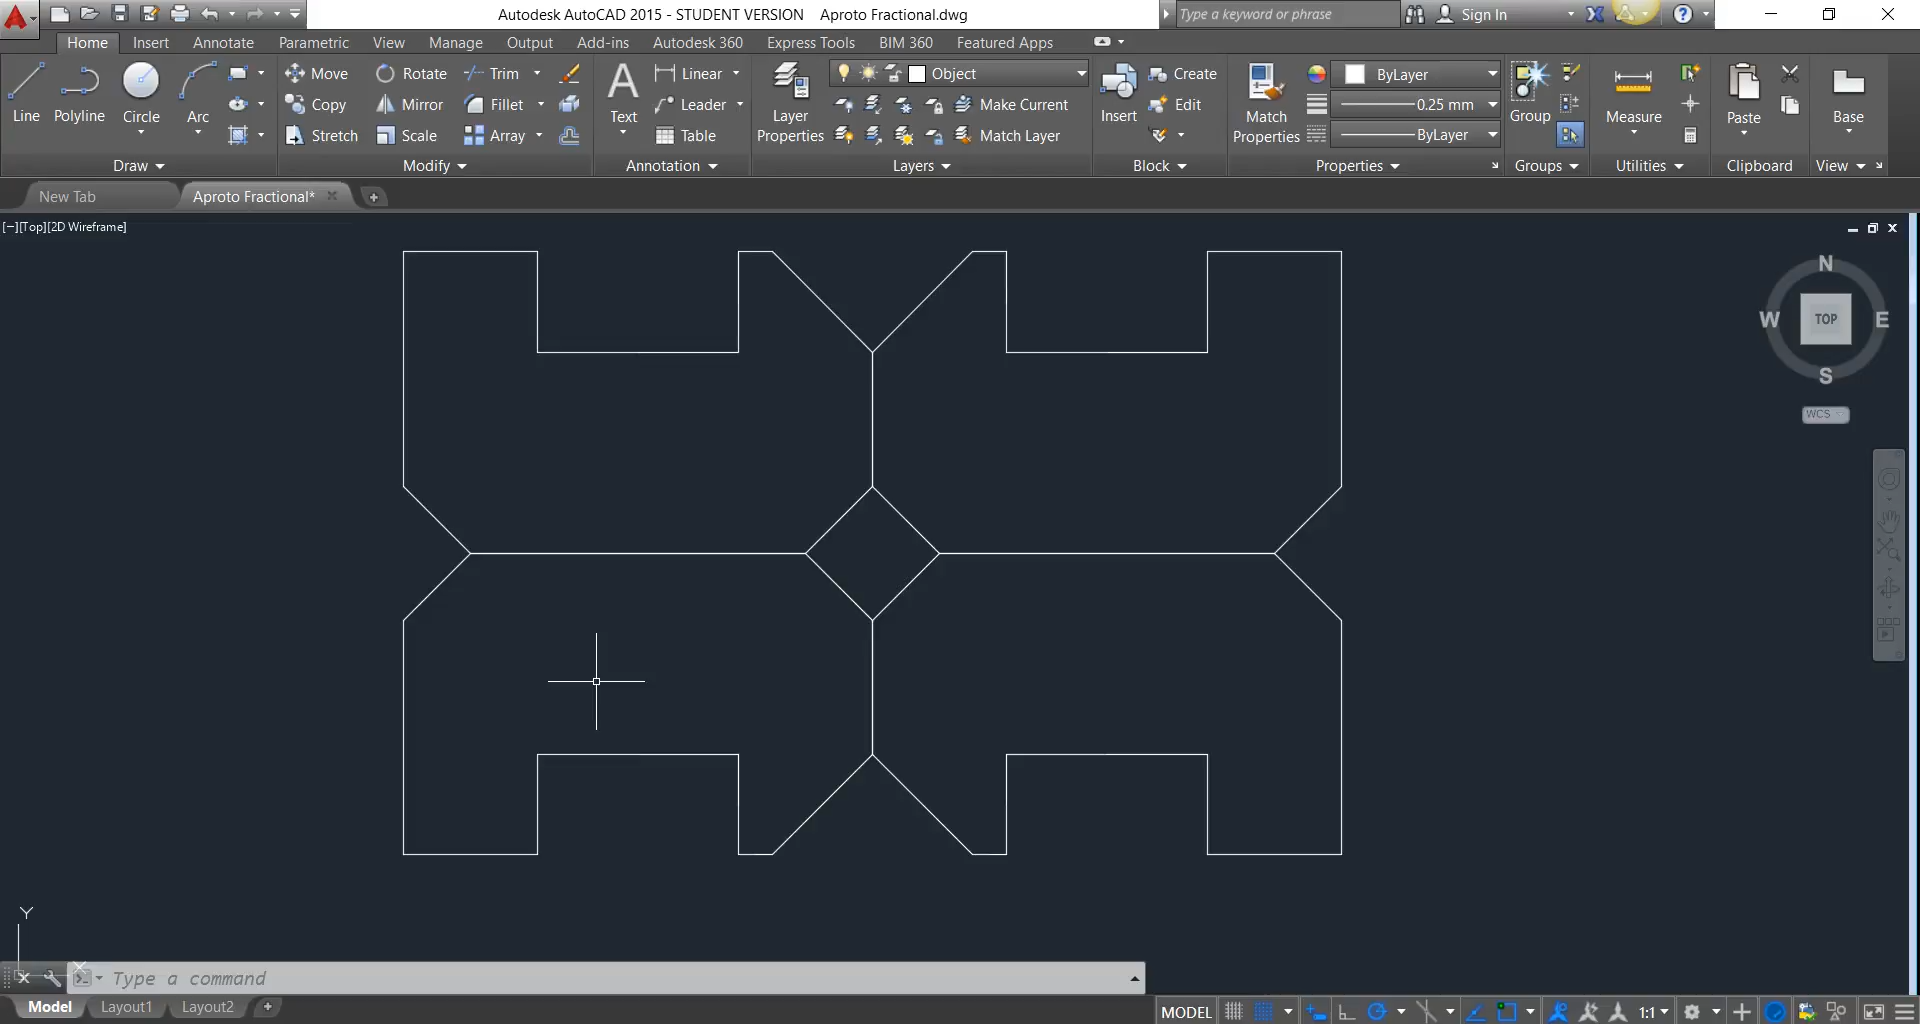 Autodesk AutoCAD 2015 - STUDENT VERSION Aproto Fractional.dwg
Type a keyword or phrase
Sign In
Home Insert Annotate Parametric View Manage Output Add-ins Autodesk 360 Express Tools BIM 360 Featured Apps
Line
Polyline
Circle
Arc
Draw
Move
Rotate
Trim
Copy
Mirror
Fillet
Stretch
Scale
Array
Modify
Text
Linear
Leader
Table
Annotation
Layer
Properties
Object
Make Current
Match Layer
Layers
Insert
Create
Edit
Block
Match
Properties
ByLayer
0.25 mm
ByLayer
Properties
Group
Groups
Measure
Utilities
Paste
Clipboard
Base
View
New Tab
Aproto Fractional*
[−][Top][2D Wireframe]
N
W
TOP
E
S
WCS
Y
X
Type a command
Model Layout1 Layout2
MODEL
1:1